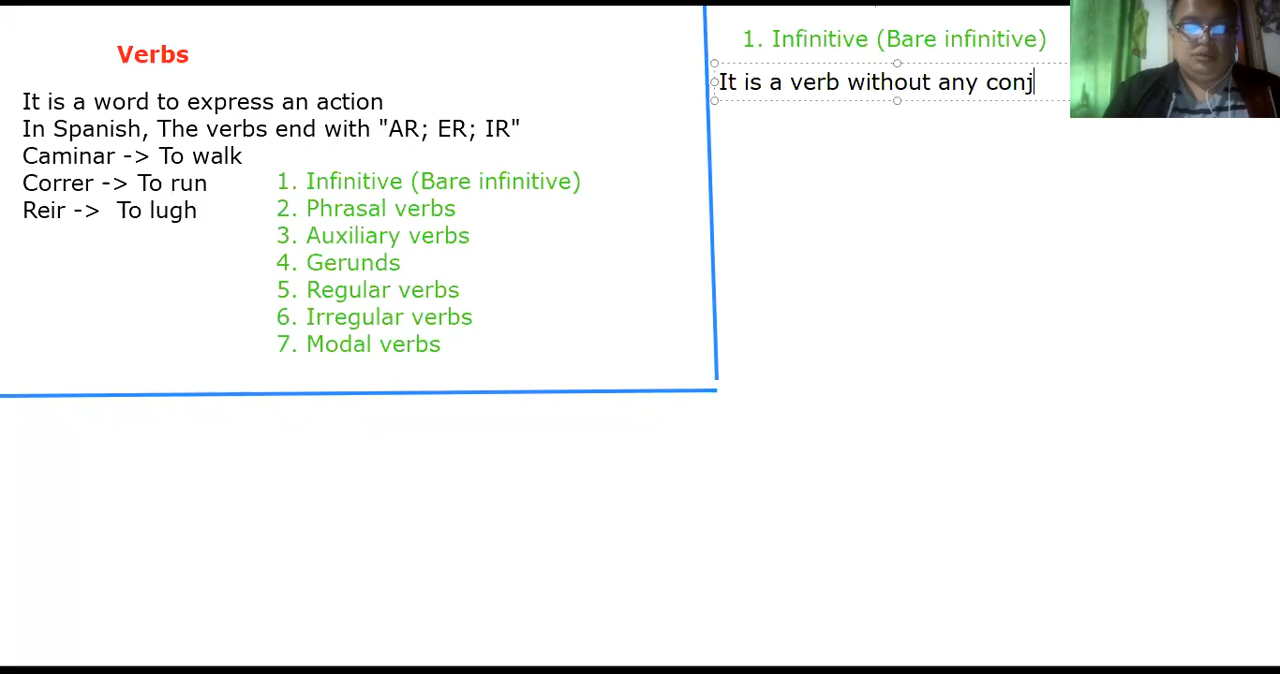 Verbs
It is a word to express an action
In Spanish, The verbs end with "AR; ER; IR"
Caminar -> To walk
Correr -> To run
Reir -> To lugh
1. Infinitive (Bare infinitive)
2. Phrasal verbs
3. Auxiliary verbs
4. Gerunds
5. Regular verbs
6. Irregular verbs
7. Modal verbs
1. Infinitive (Bare infinitive)
It is a verb without any conj